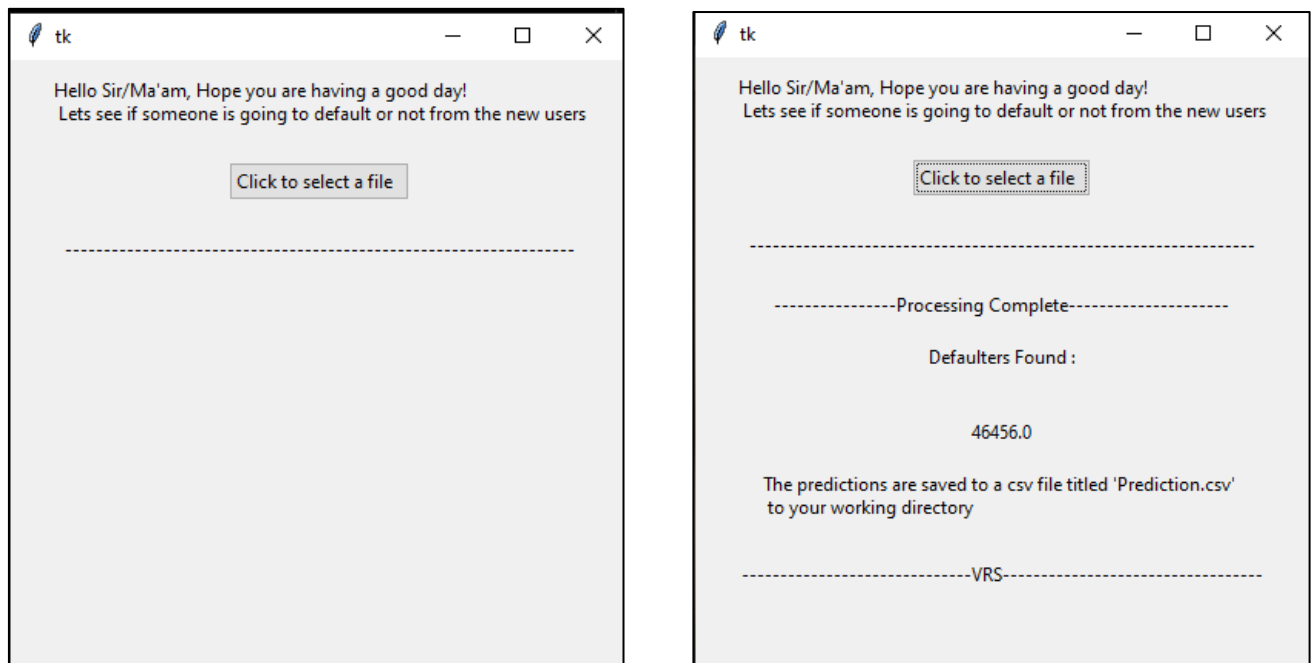 tk
Hello Sir/Ma'am, Hope you are having a good day!
Lets see if someone is going to default or not from the new users
Click to select a file
------------------------------------------------------------------
tk
Hello Sir/Ma'am, Hope you are having a good day!
Lets see if someone is going to default or not from the new users
Click to select a file
------------------------------------------------------------------
----------------Processing Complete---------------------
Defaulters Found :
46456.0
The predictions are saved to a csv file titled 'Prediction.csv'
to your working directory
------------------------------VRS----------------------------------